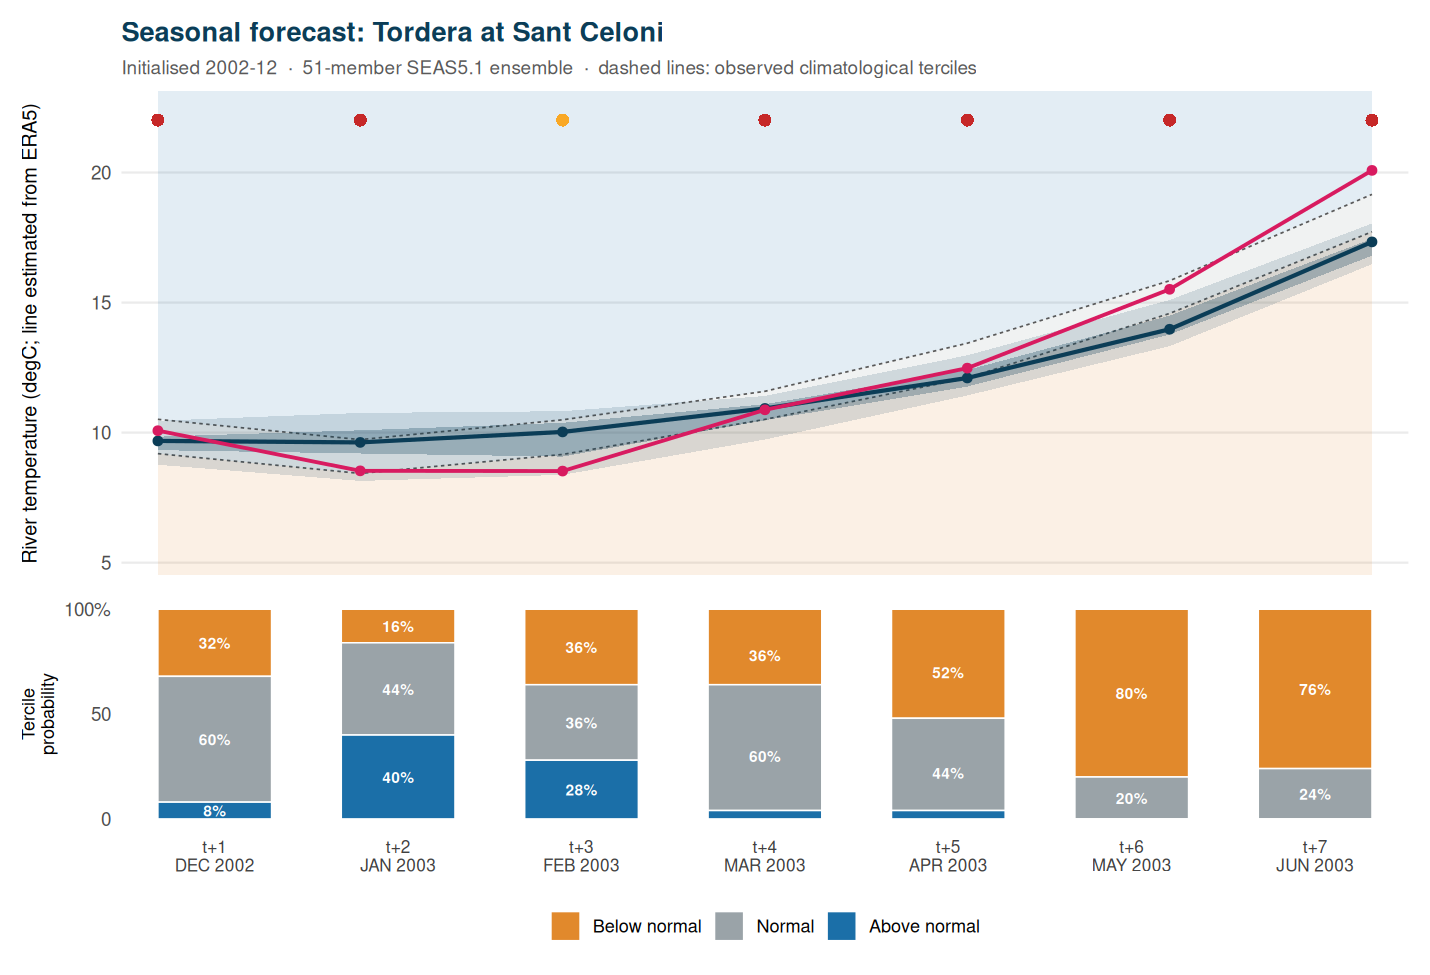 Seasonal forecast: Tordera at Sant Celoni
Initialised 2002-12 · 51-member SEAS5.1 ensemble · dashed lines: observed climatological terciles
River temperature (degC; line estimated from ERA5)
20
15
10
5
Tercile
probability
100%
50
0
32% 16% 36% 36% 52% 80% 76%
60% 44% 36% 60% 44% 20% 24%
8% 40% 28%
t+1 t+2 t+3 t+4 t+5 t+6 t+7
DEC 2002 JAN 2003 FEB 2003 MAR 2003 APR 2003 MAY 2003 JUN 2003
Below normal Normal Above normal